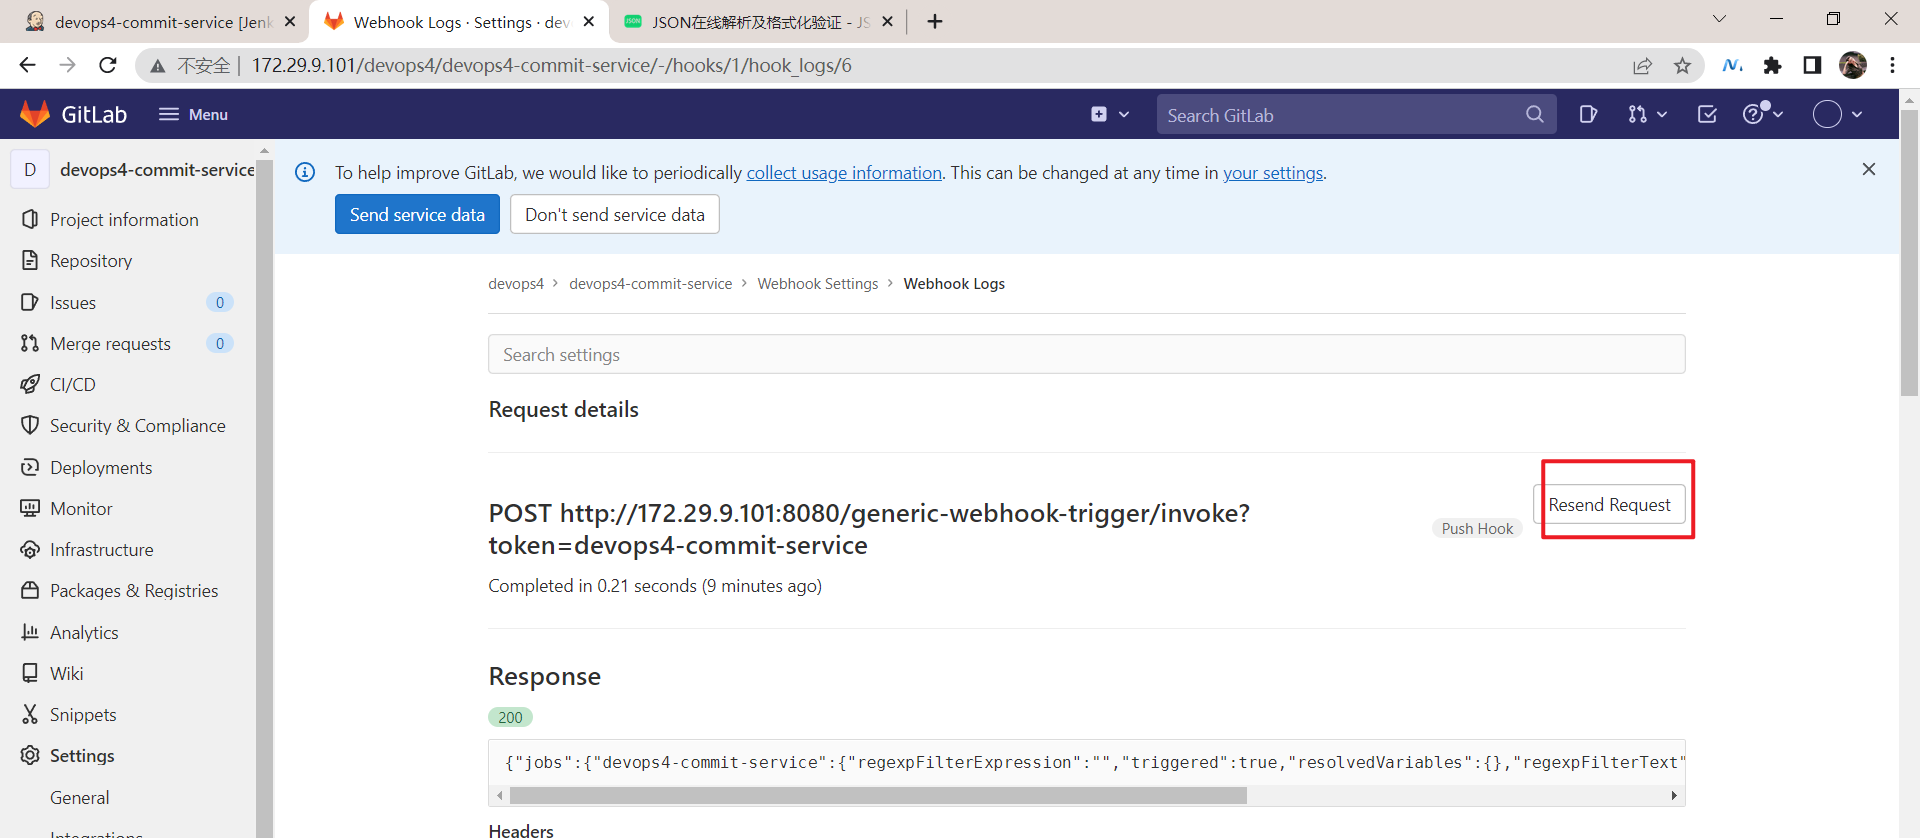 devops4-commit-service [Jenk
Webhook Logs · Settings · dev
JSON在线解析及格式化验证 - JS
不安全 | 172.29.9.101/devops4/devops4-commit-service/-/hooks/1/hook_logs/6
GitLab
Menu
Search GitLab
D
devops4-commit-service
Project information
Repository
Issues 0
Merge requests 0
CI/CD
Security & Compliance
Deployments
Monitor
Infrastructure
Packages & Registries
Analytics
Wiki
Snippets
Settings
General
Integrations
To help improve GitLab, we would like to periodically collect usage information. This can be changed at any time in your settings.
Send service data
Don't send service data
devops4 › devops4-commit-service › Webhook Settings › Webhook Logs
Search settings
Request details
POST http://172.29.9.101:8080/generic-webhook-trigger/invoke?
token=devops4-commit-service
Push Hook
Resend Request
Completed in 0.21 seconds (9 minutes ago)
Response
200
{"jobs":{"devops4-commit-service":{"regexpFilterExpression":"","triggered":true,"resolvedVariables":{},"regexpFilterText"
Headers